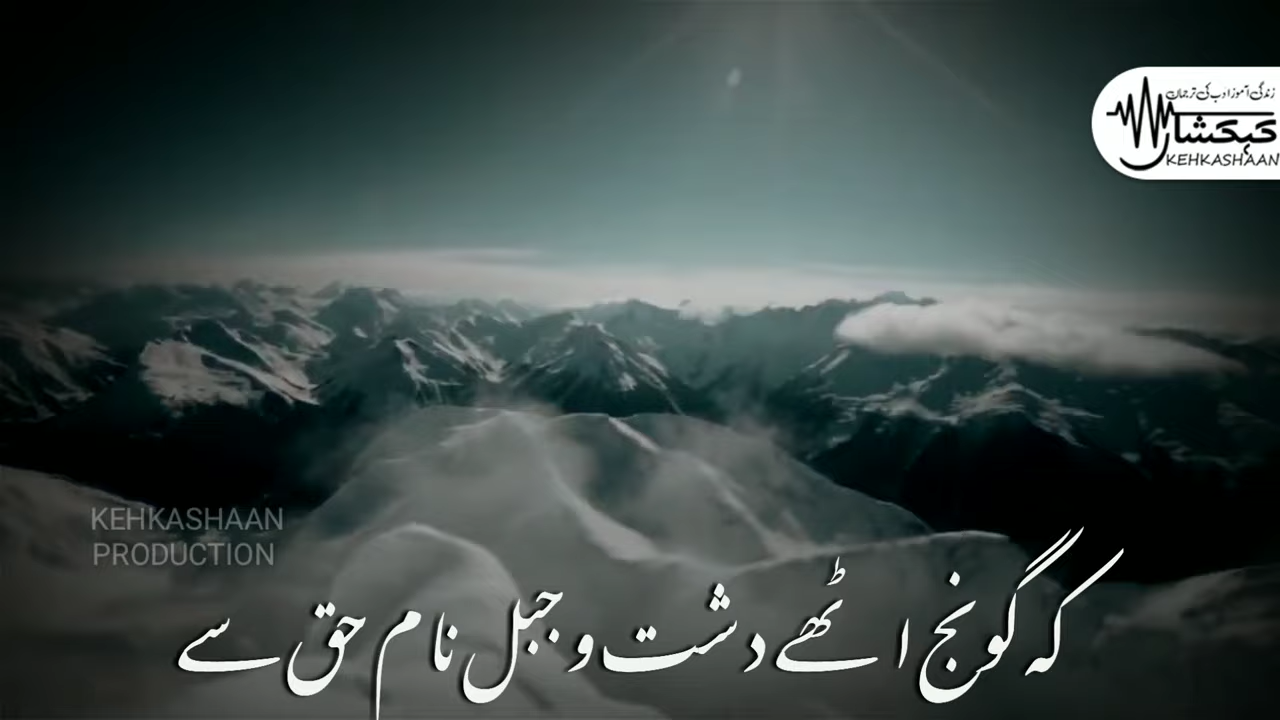 زندگی آموز ادب کی ترجمان
کہکشاں
KEHKASHAAN
KEHKASHAAN
PRODUCTION
کہ گونج اٹھے دشت و جبل نام حق سے